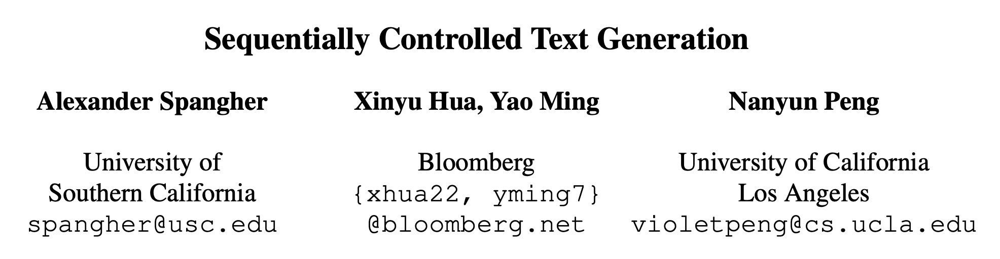 Sequentially Controlled Text Generation
Alexander Spangher
University of
Southern California
spangher@usc.edu
Xinyu Hua, Yao Ming
Bloomberg
{xhua22, yming7}
@bloomberg.net
Nanyun Peng
University of California
Los Angeles
violetpeng@cs.ucla.edu